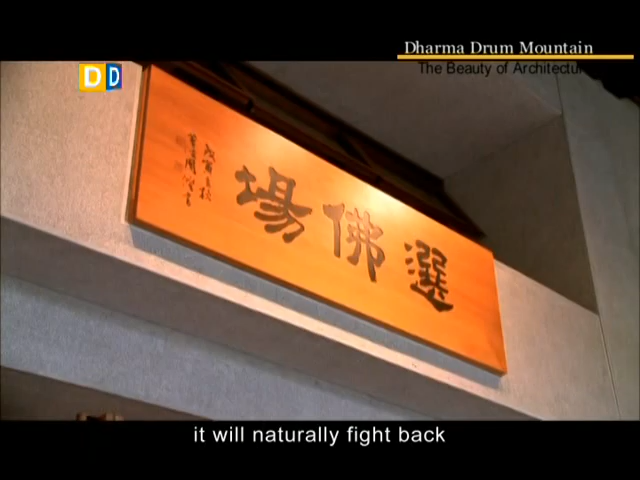 Dharma Drum Mountain
The Beauty of Architectur
DD
選佛場
it will naturally fight back